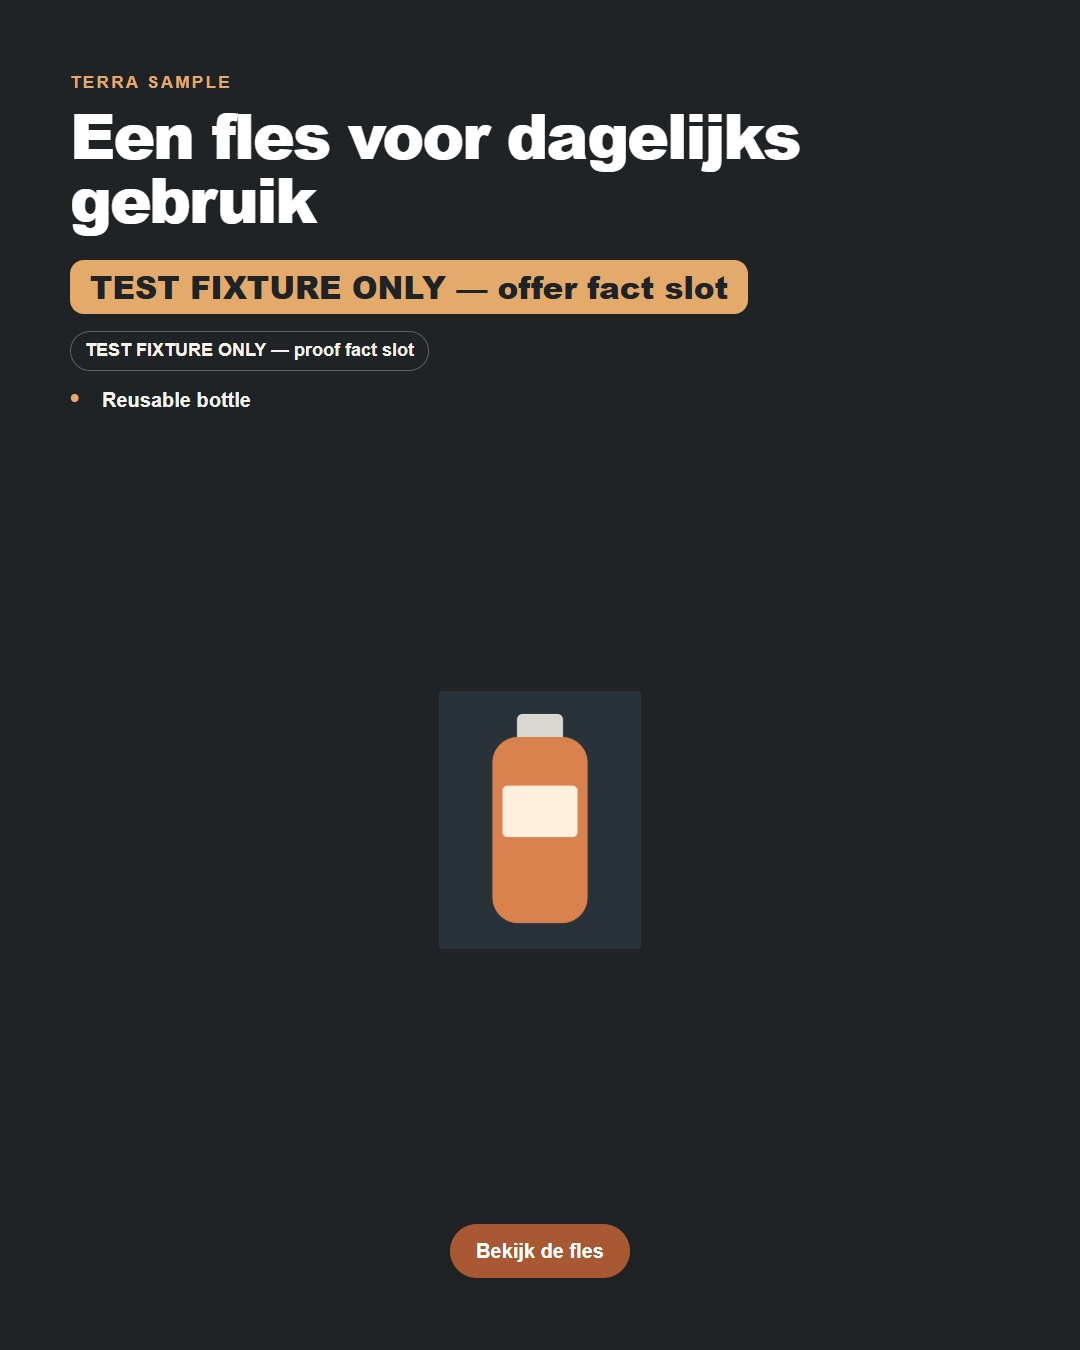 TERRA SAMPLE
Een fles voor dagelijks
gebruik
TEST FIXTURE ONLY — offer fact slot
TEST FIXTURE ONLY — proof fact slot
• Reusable bottle
Bekijk de fles